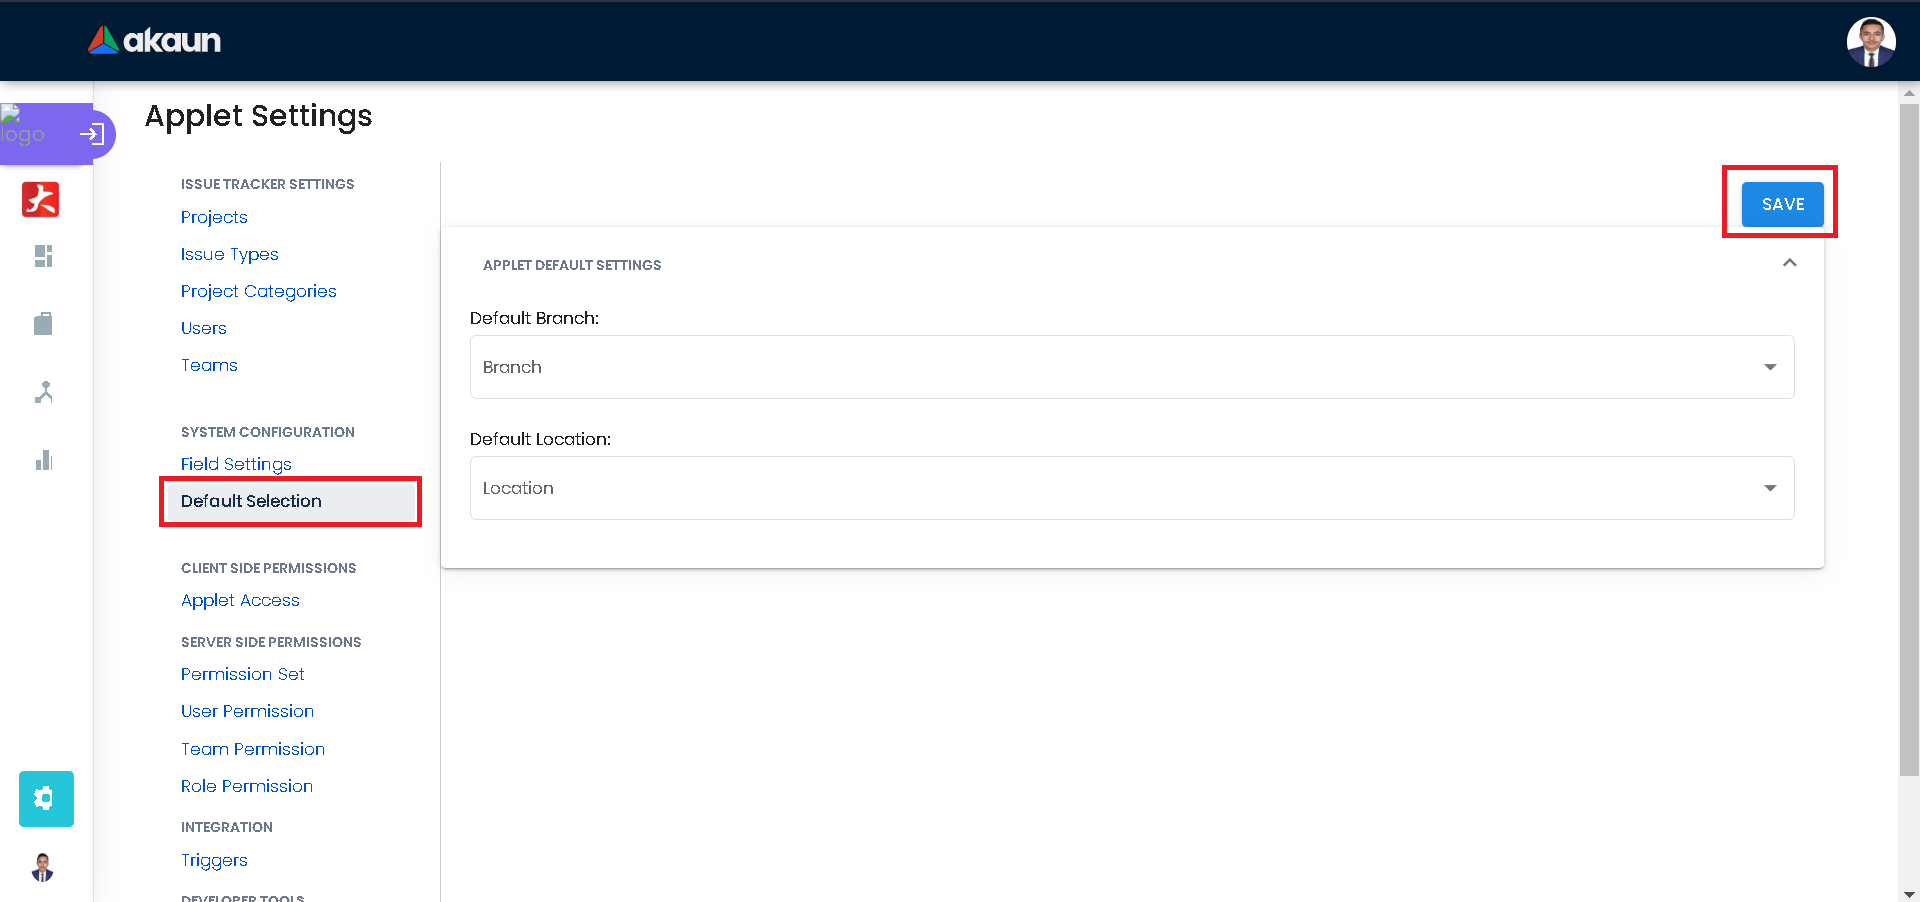 akaun
logo
Applet Settings
ISSUE TRACKER SETTINGS
Projects
Issue Types
Project Categories
Users
Teams
SYSTEM CONFIGURATION
Field Settings
Default Selection
CLIENT SIDE PERMISSIONS
Applet Access
SERVER SIDE PERMISSIONS
Permission Set
User Permission
Team Permission
Role Permission
INTEGRATION
Triggers
DEVELOPER TOOLS
SAVE
APPLET DEFAULT SETTINGS
Default Branch:
Branch
Default Location:
Location